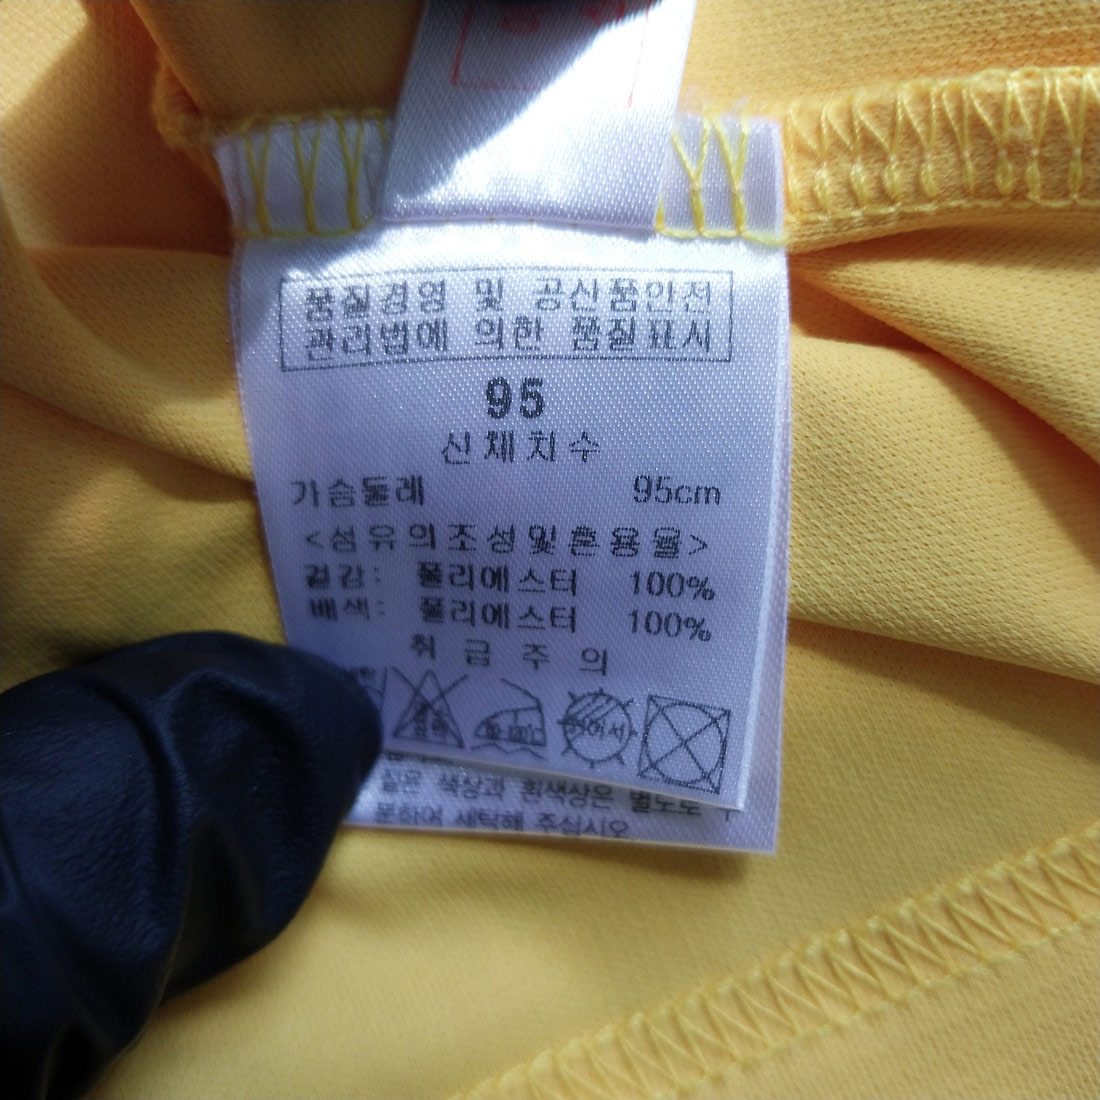 품질경영 및 공산품안전
관리법에 의한 품질표시
95
신체치수
가슴둘레 95cm
<섬유의조성및혼용율>
겉감: 폴리에스터 100%
배색: 폴리에스터 100%
취급주의
뉘어서
짙은 색상과 흰색상은 별도로
분하여 세탁해 주십시오.